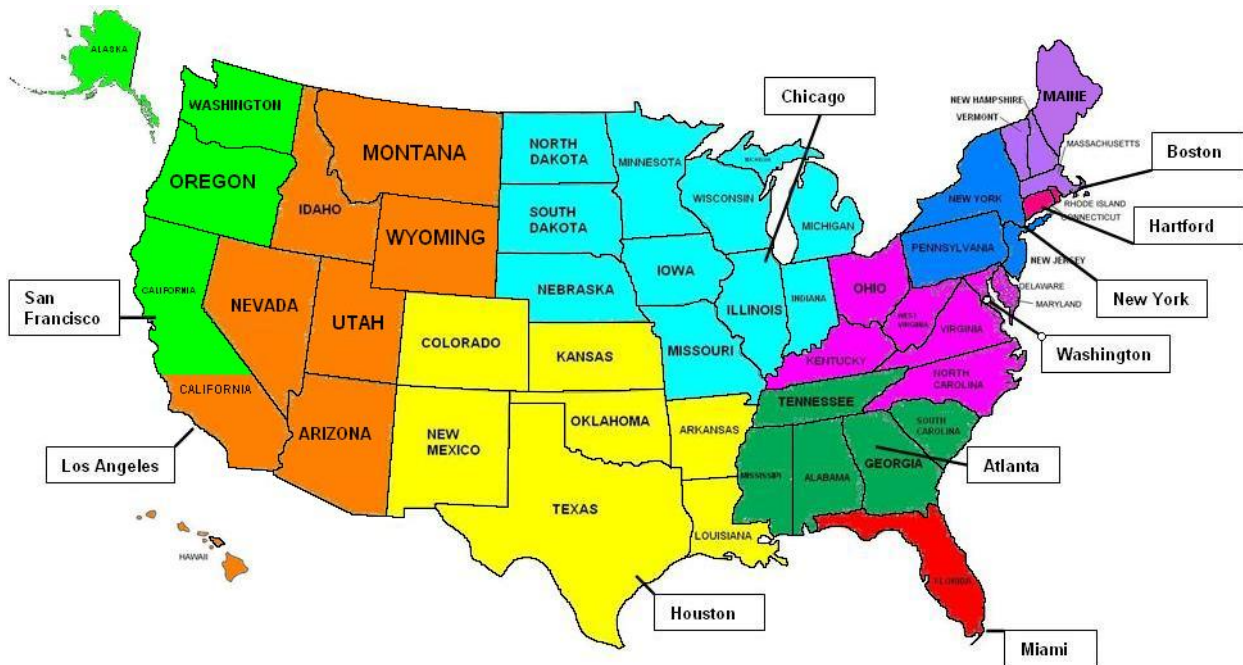 ALASKA
WASHINGTON
OREGON
CALIFORNIA
San
Francisco
CALIFORNIA
Los Angeles
HAWAII
MONTANA
IDAHO
WYOMING
NEVADA
UTAH
ARIZONA
COLORADO
NEW
MEXICO
KANSAS
OKLAHOMA
TEXAS
ARKANSAS
LOUISIANA
Houston
NORTH
DAKOTA
SOUTH
DAKOTA
NEBRASKA
MINNESOTA
IOWA
MISSOURI
WISCONSIN
ILLINOIS
Chicago
MICHIGAN
MICHIGAN
INDIANA
OHIO
KENTUCKY
WEST
VIRGINIA
VIRGINIA
NORTH
CAROLINA
TENNESSEE
MISSISSIPI
ALABAMA
GEORGIA
SOUTH
CAROLINA
Atlanta
FLORIDA
Miami
MAINE
NEW HAMPSHIRE
VERMONT
MASSACHUSETTS
Boston
RHODE ISLAND
CONNECTICUT
Hartford
NEW YORK
PENNSYLVANIA
NEW JERSEY
New York
DELAWARE
MARYLAND
Washington